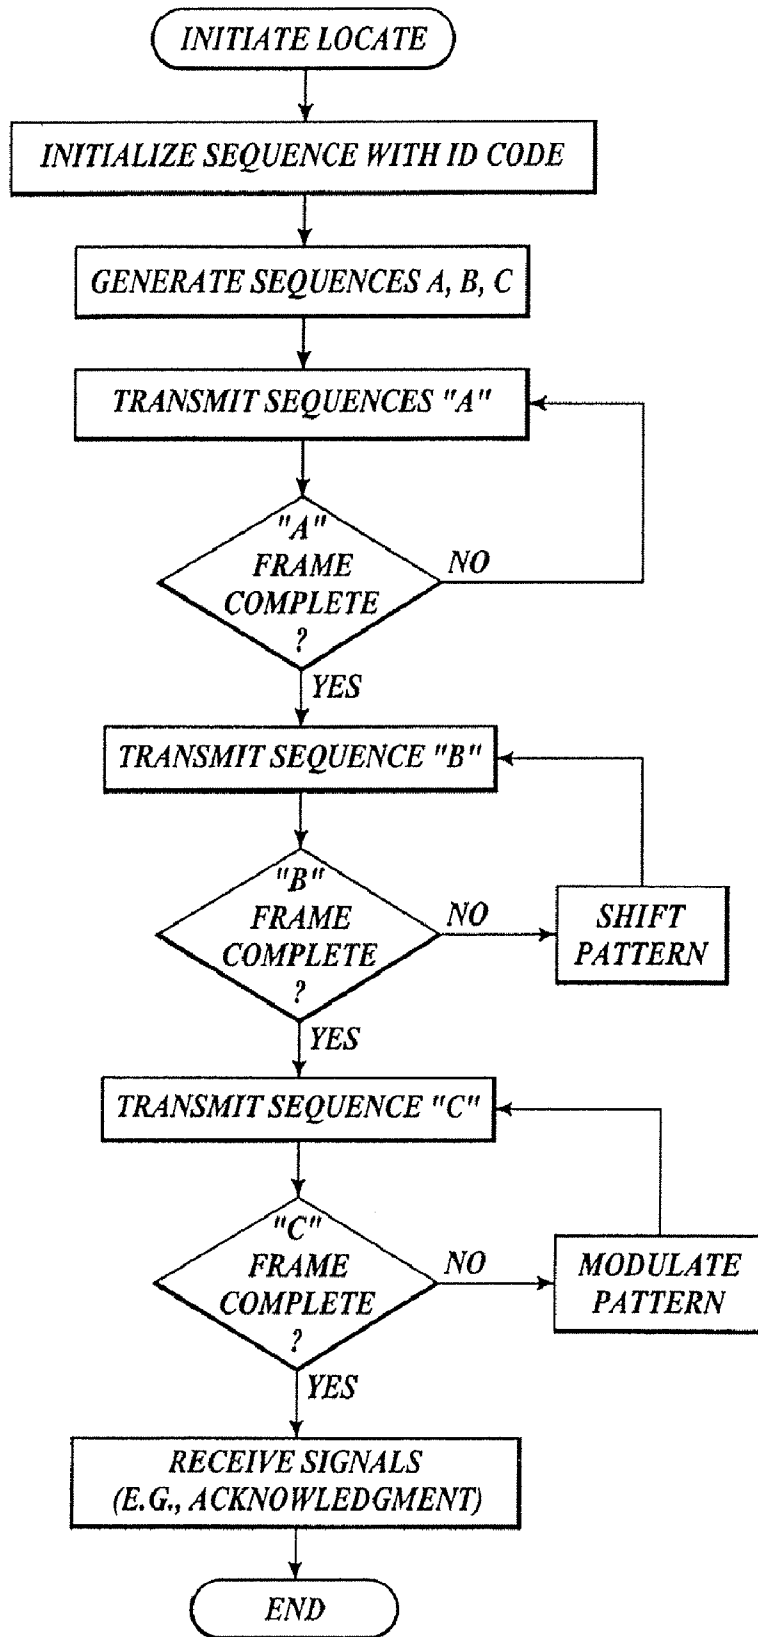 INITIATE LOCATE
INITIALIZE SEQUENCE WITH ID CODE
GENERATE SEQUENCES A, B, C
TRANSMIT SEQUENCES "A"
"A"
FRAME
COMPLETE
?
NO
YES
TRANSMIT SEQUENCE "B"
"B"
FRAME
COMPLETE
?
NO
SHIFT
PATTERN
YES
TRANSMIT SEQUENCE "C"
"C"
FRAME
COMPLETE
?
NO
MODULATE
PATTERN
YES
RECEIVE SIGNALS
(E.G., ACKNOWLEDGMENT)
END